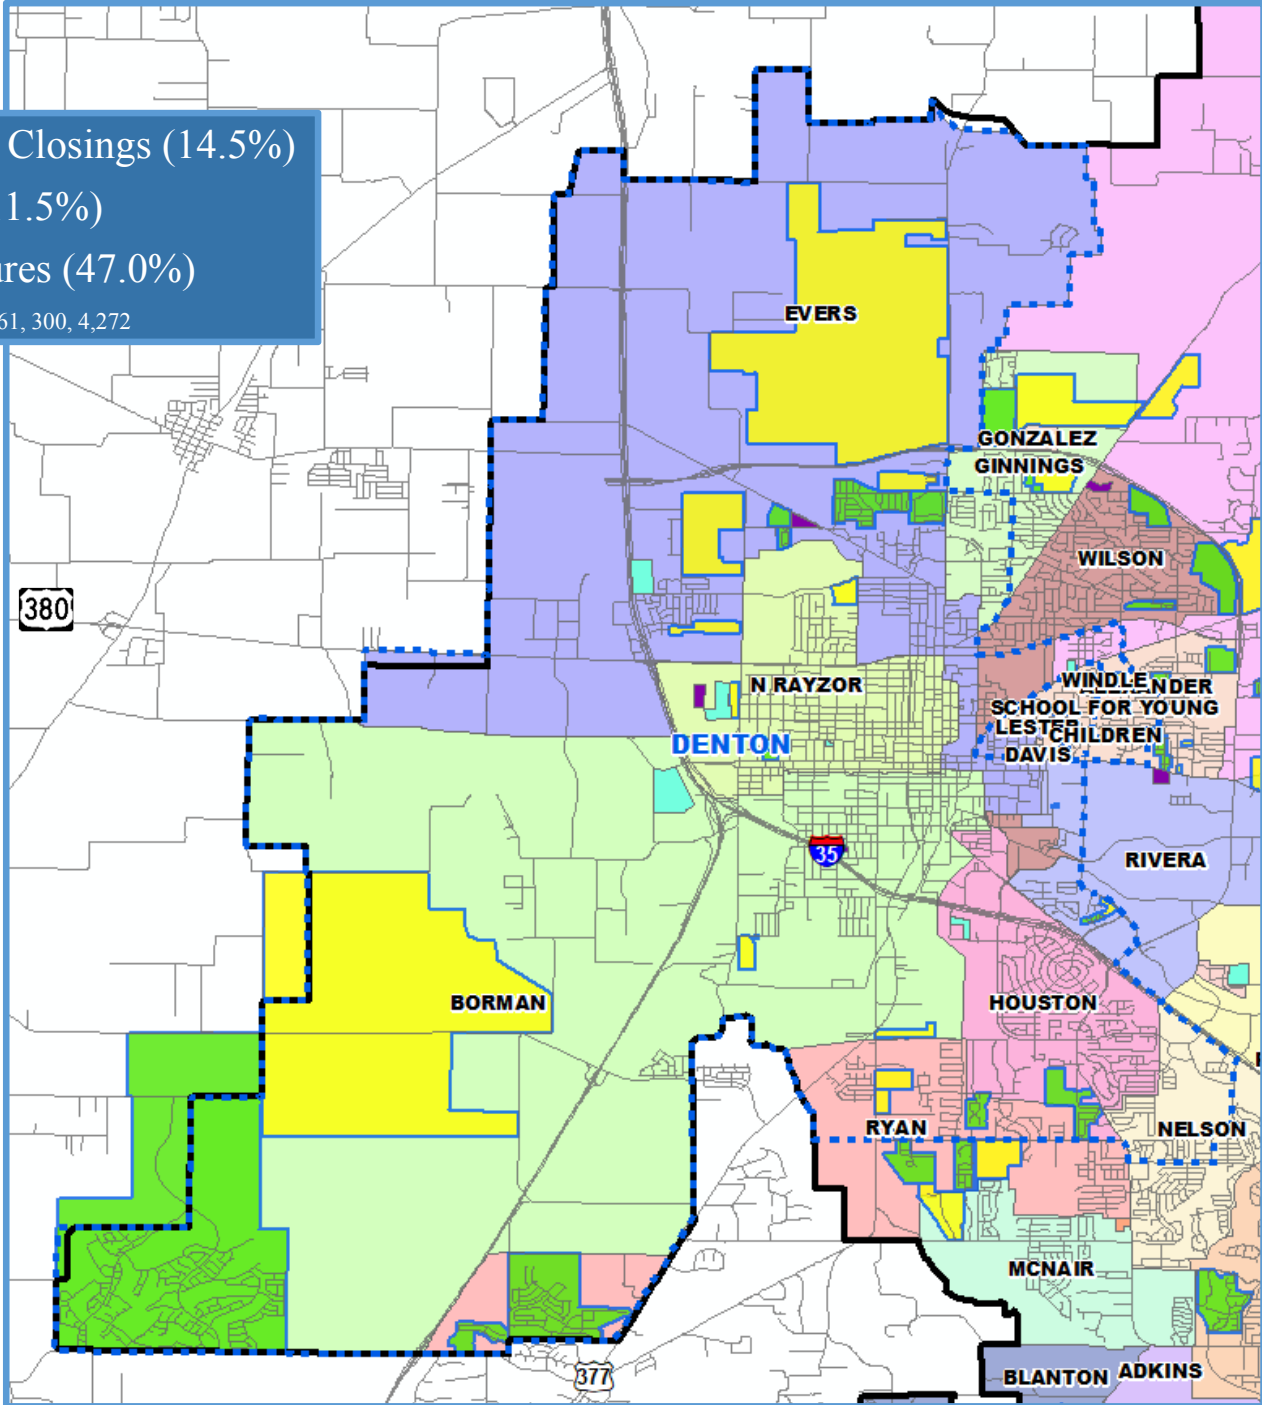 Closings (14.5%)
1.5%)
ures (47.0%)
61, 300, 4,272
EVERS
GONZALEZ
GINNINGS
WILSON
380
N RAYZOR
WINDLE
SCHOOL FOR YOUNG
CHILDREN
DAVIS
DENTON
35
RIVERA
BORMAN
HOUSTON
RYAN
NELSON
MCNAIR
377
BLANTON
ADKINS